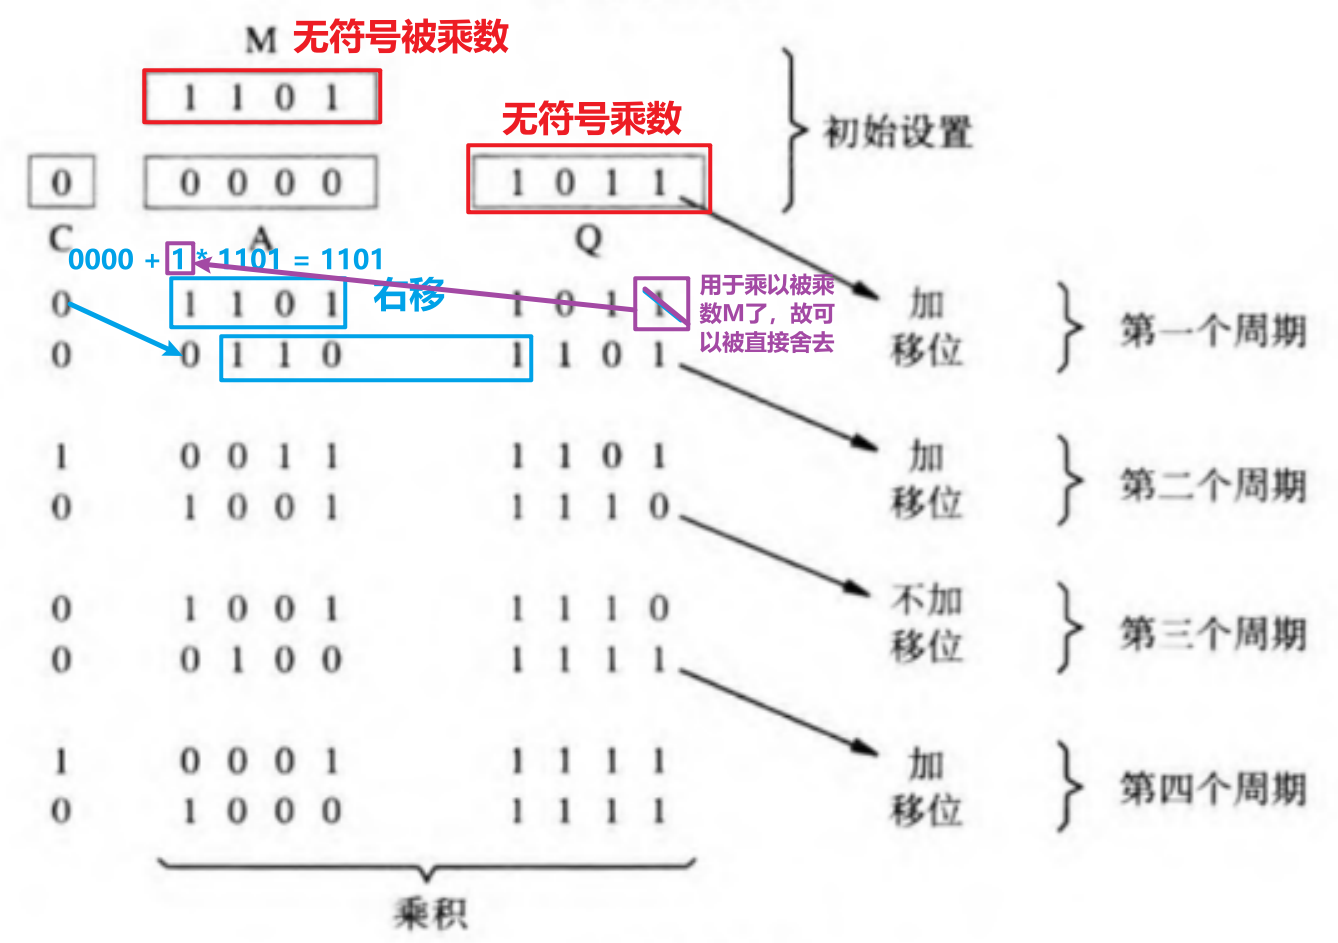 M 无符号被乘数
1 1 0 1
无符号乘数
初始设置
0 0 0 0 0 1 0 1 1
C A Q
0000 + 1 * 1101 = 1101
右移
用于乘以被乘
数M了，故可
以被直接舍去
0 1 1 0 1 1 0 1 1 加
0 0 1 1 0 1 1 0 1 移位
第一个周期
1 0 0 1 1 1 1 0 1 加
0 1 0 0 1 1 1 1 0 移位
第二个周期
0 1 0 0 1 1 1 1 0 不加
0 0 1 0 0 1 1 1 1 移位
第三个周期
1 0 0 0 1 1 1 1 1 加
0 1 0 0 0 1 1 1 1 移位
第四个周期
乘积